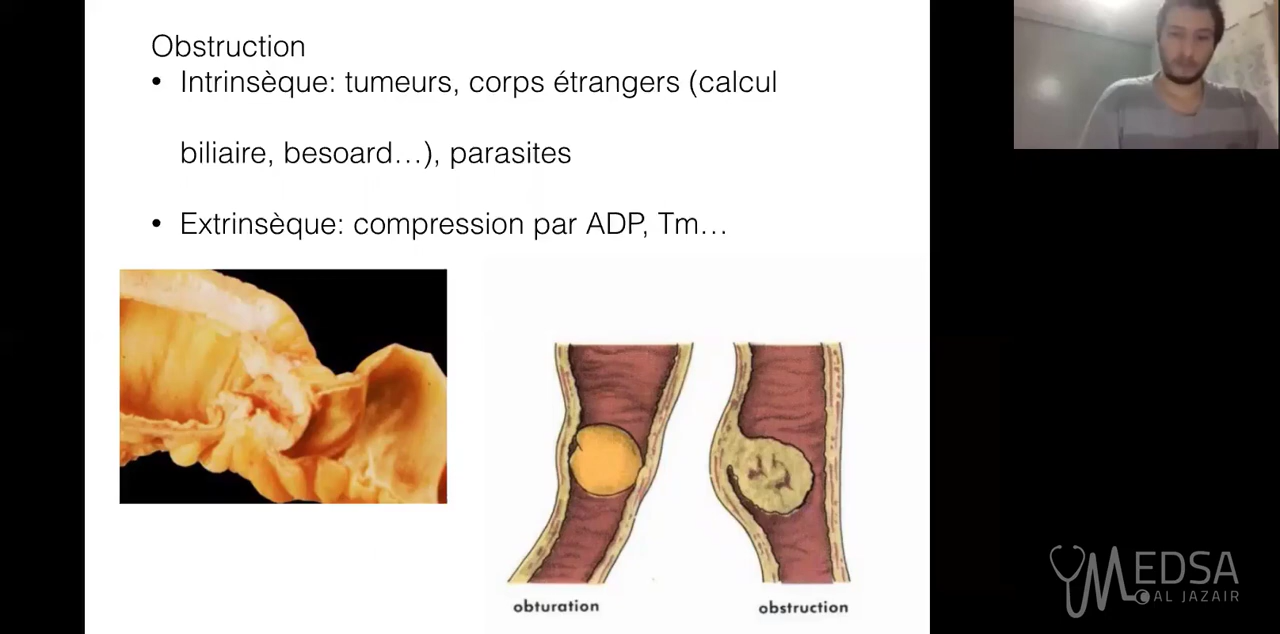 Obstruction
• Intrinsèque: tumeurs, corps étrangers (calcul
biliaire, besoard…), parasites
• Extrinsèque: compression par ADP, Tm…
obturation
obstruction
MEDSA
AL JAZAIR